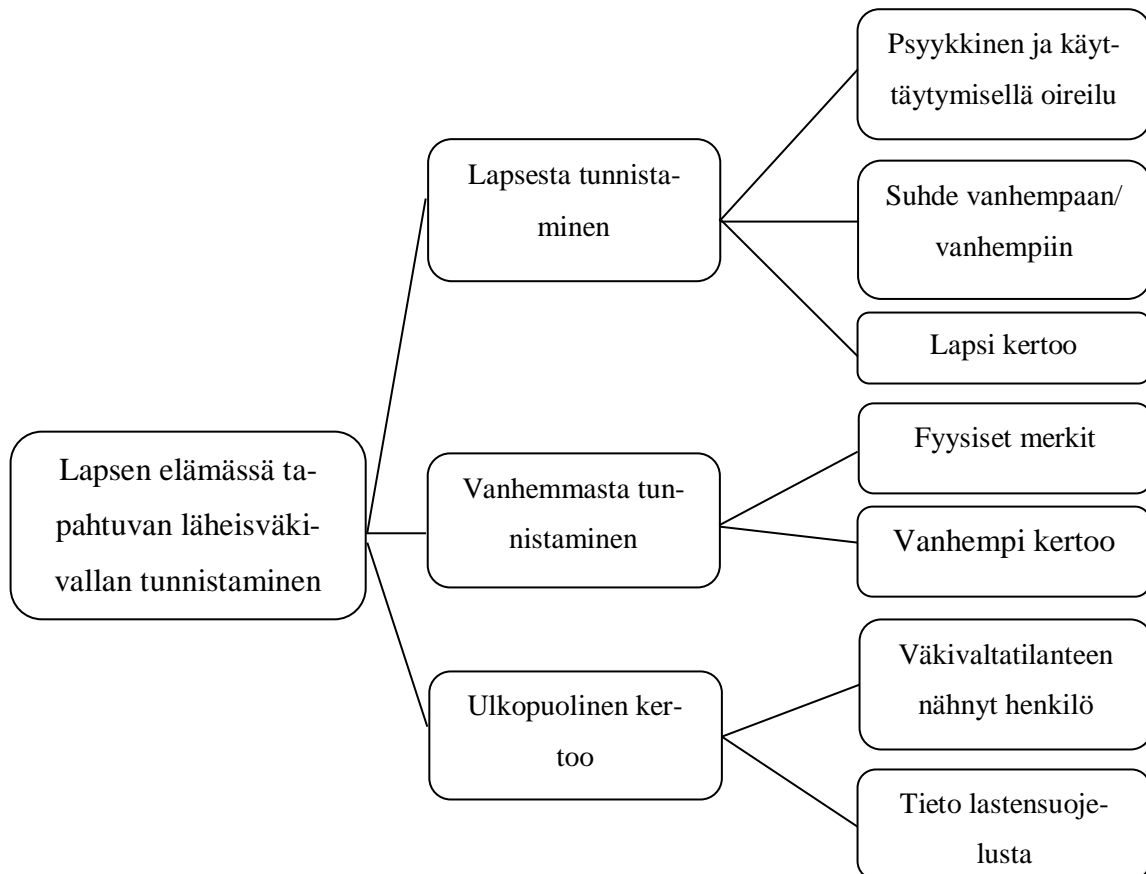 Lapsen elämässä ta-
pahtuvan läheisväki-
vallan tunnistaminen
Lapsesta tunnista-
minen
Psyykkinen ja käyt-
täytymisellä oireilu
Suhde vanhempaan/
vanhempiin
Lapsi kertoo
Vanhemmasta tun-
nistaminen
Fyysiset merkit
Vanhempi kertoo
Ulkopuolinen ker-
too
Väkivaltatilanteen
nähnyt henkilö
Tieto lastensuoje-
lusta